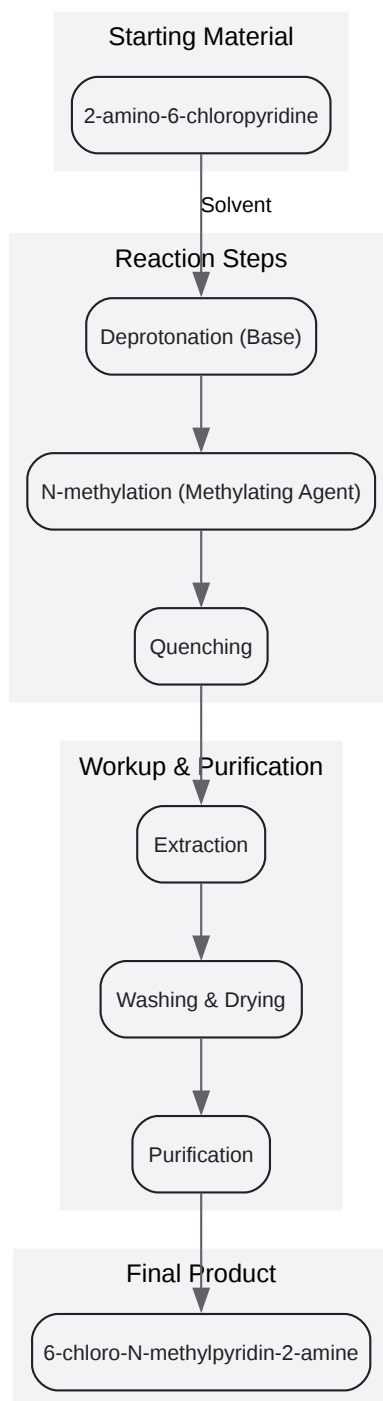 Starting Material
2-amino-6-chloropyridine
Solvent
Reaction Steps
Deprotonation (Base)
N-methylation (Methylating Agent)
Quenching
Workup & Purification
Extraction
Washing & Drying
Purification
Final Product
6-chloro-N-methylpyridin-2-amine